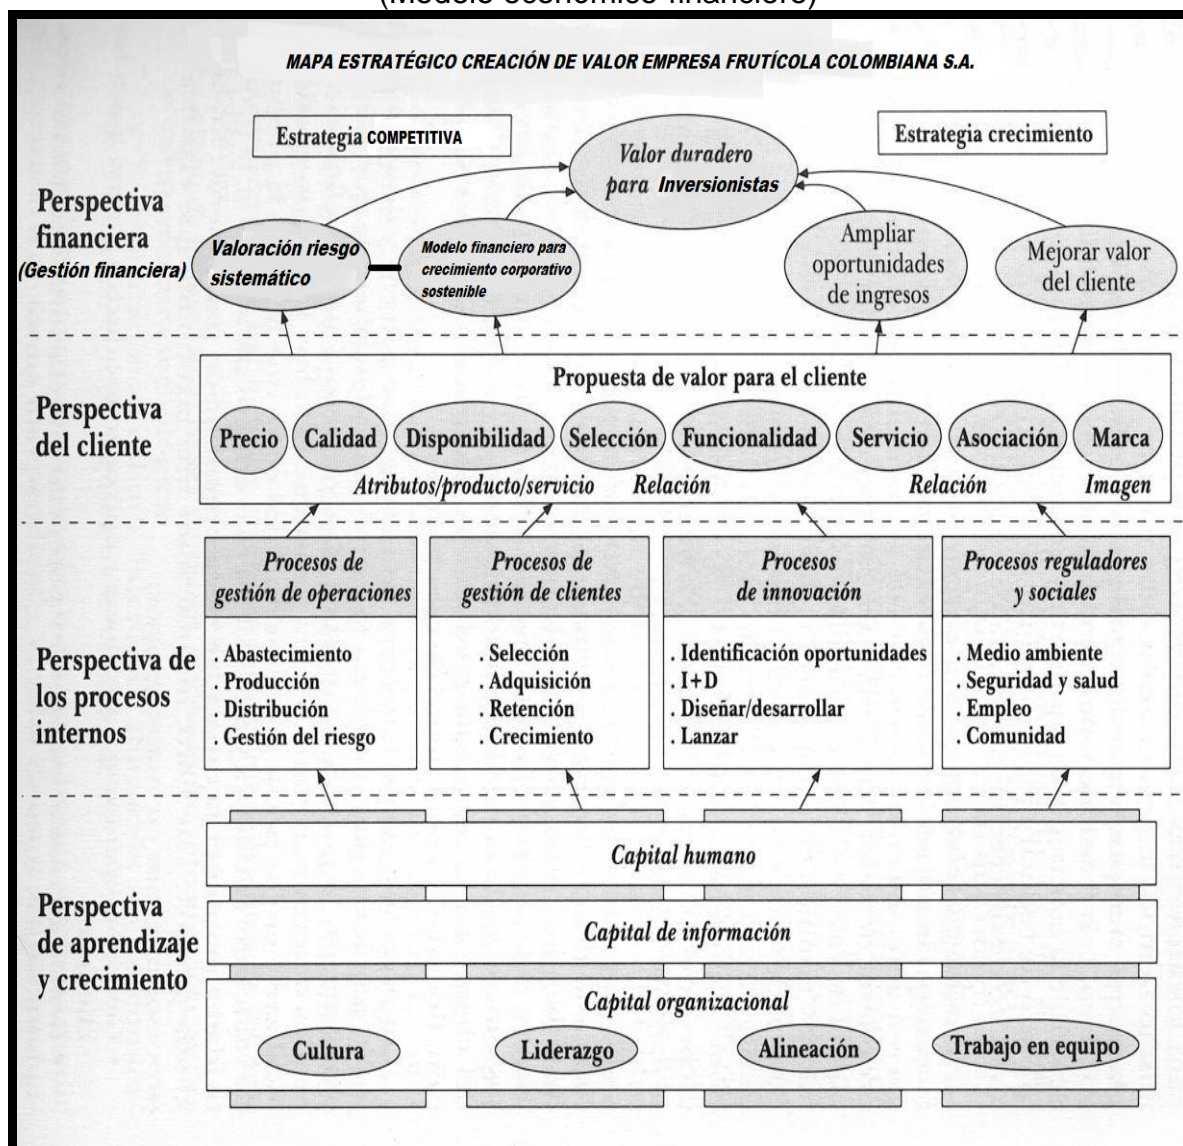 (Modelo económico financiero)
MAPA ESTRATÉGICO CREACIÓN DE VALOR EMPRESA FRUTÍCOLA COLOMBIANA S.A.
Estrategia COMPETITIVA
Estrategia crecimiento
Valor duradero
para Inversionistas
Perspectiva
financiera
(Gestión financiera)
Valoración riesgo
sistemático
Modelo financiero para
crecimiento corporativo
sostenible
Ampliar
oportunidades
de ingresos
Mejorar valor
del cliente
Perspectiva
del cliente
Propuesta de valor para el cliente
Precio Calidad Disponibilidad Selección Funcionalidad Servicio Asociación Marca
Atributos/producto/servicio Relación Relación Imagen
Perspectiva de
los procesos
internos
Procesos de
gestión de operaciones
. Abastecimiento
. Producción
. Distribución
. Gestión del riesgo
Procesos de
gestión de clientes
. Selección
. Adquisición
. Retención
. Crecimiento
Procesos
de innovación
. Identificación oportunidades
. I+D
. Diseñar/desarrollar
. Lanzar
Procesos reguladores
y sociales
. Medio ambiente
. Seguridad y salud
. Empleo
. Comunidad
Perspectiva
de aprendizaje
y crecimiento
Capital humano
Capital de información
Capital organizacional
Cultura Liderazgo Alineación Trabajo en equipo